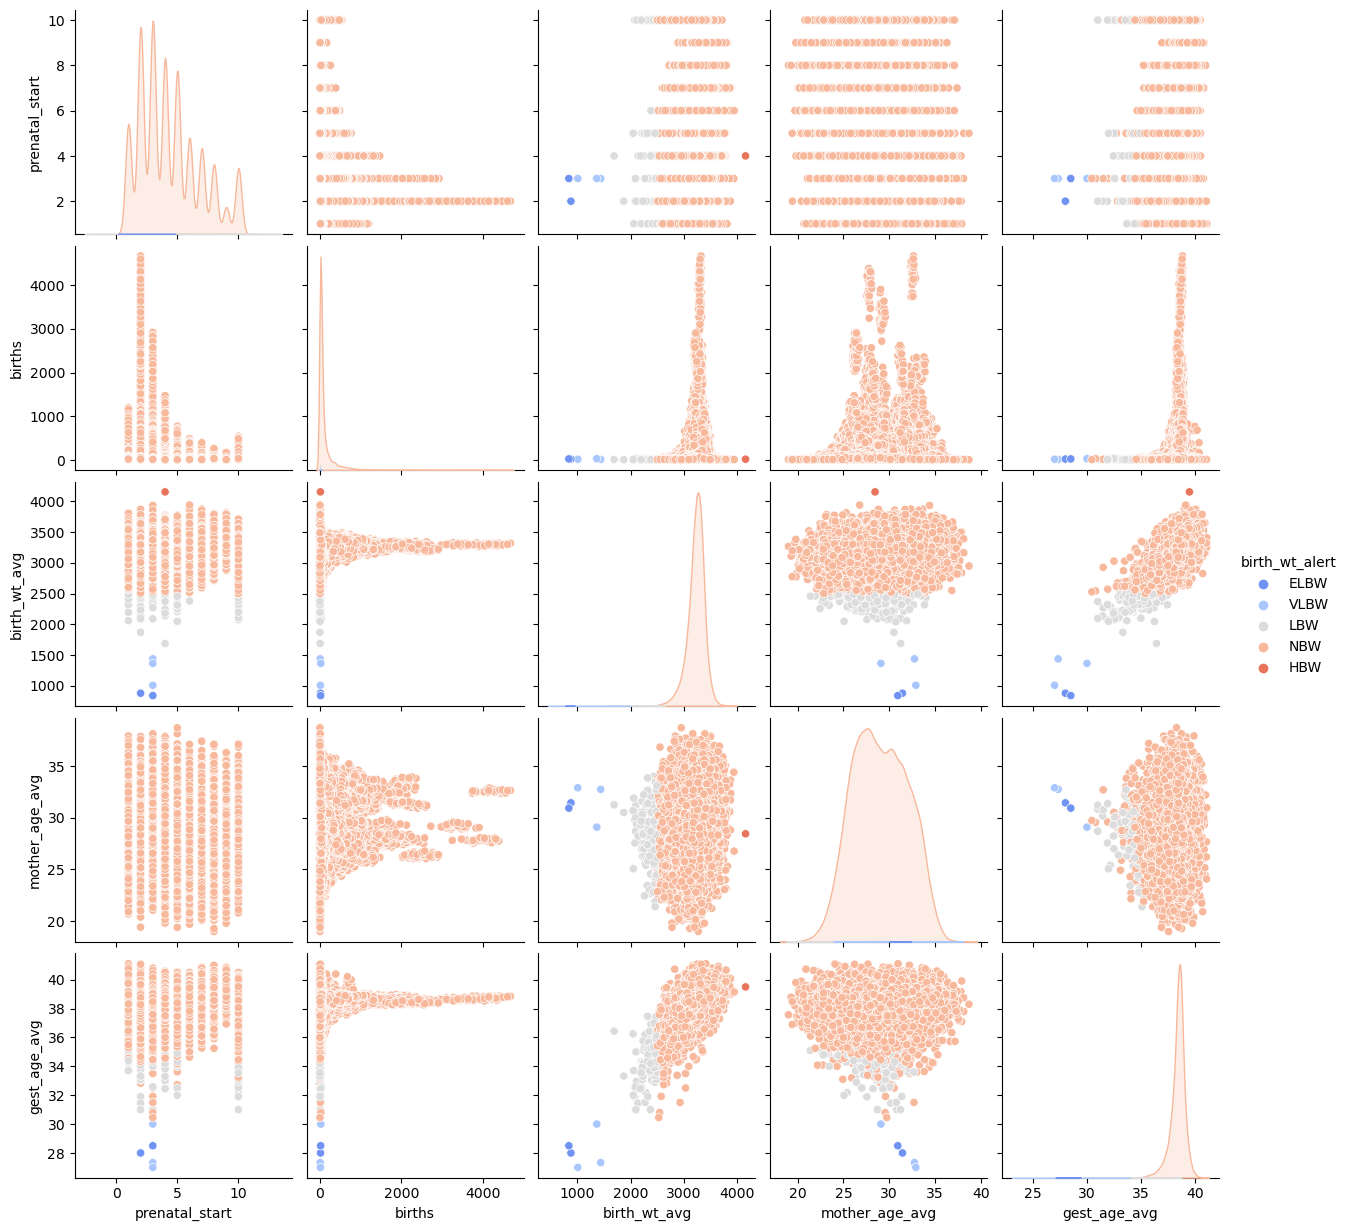 10
8
6
4
2
prenatal_start
4000
3000
2000
1000
0
births
4000
3500
3000
2500
2000
1500
1000
birth_wt_avg
birth_wt_alert
ELBW
VLBW
LBW
NBW
HBW
35
30
25
20
mother_age_avg
40
38
36
34
32
30
28
gest_age_avg
0 5 10
0 2000 4000
1000 2000 3000 4000
20 25 30 35 40
25 30 35 40
prenatal_start births birth_wt_avg mother_age_avg gest_age_avg